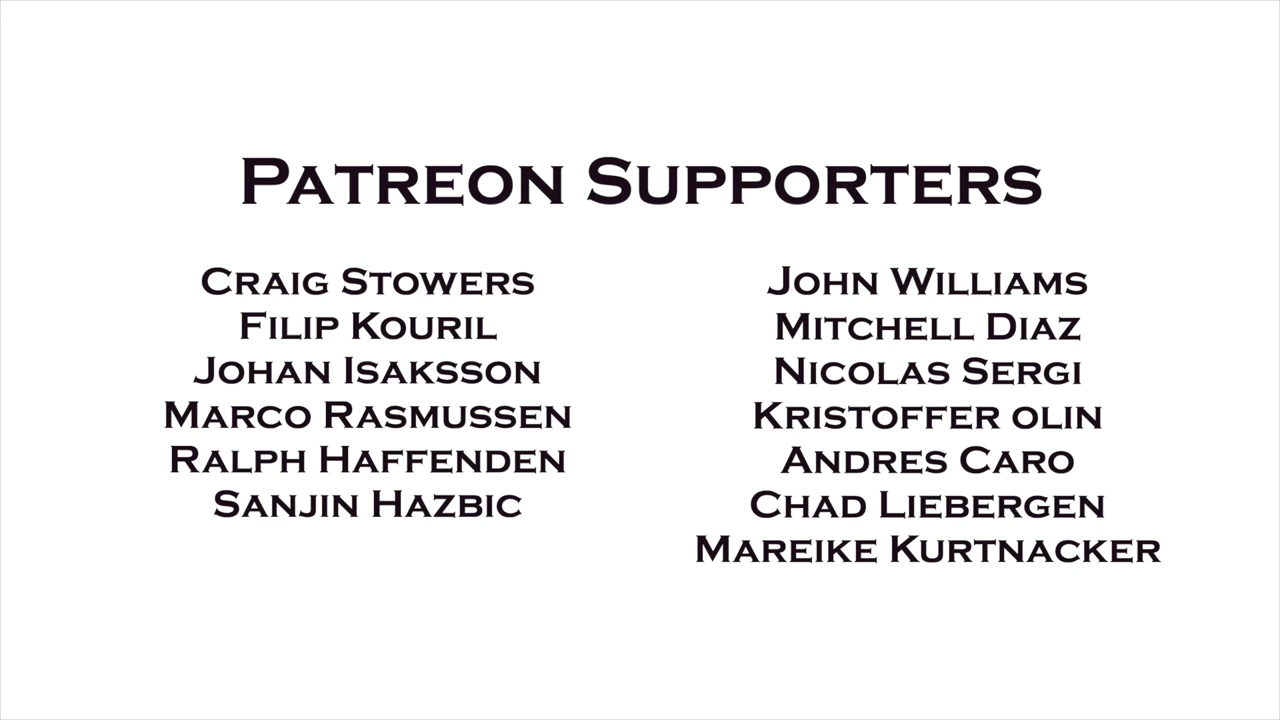 Patreon Supporters
Craig Stowers
Filip Kouril
Johan Isaksson
Marco Rasmussen
Ralph Haffenden
Sanjin Hazbic
John Williams
Mitchell Diaz
Nicolas Sergi
Kristoffer olin
Andres Caro
Chad Liebergen
Mareike Kurtnacker